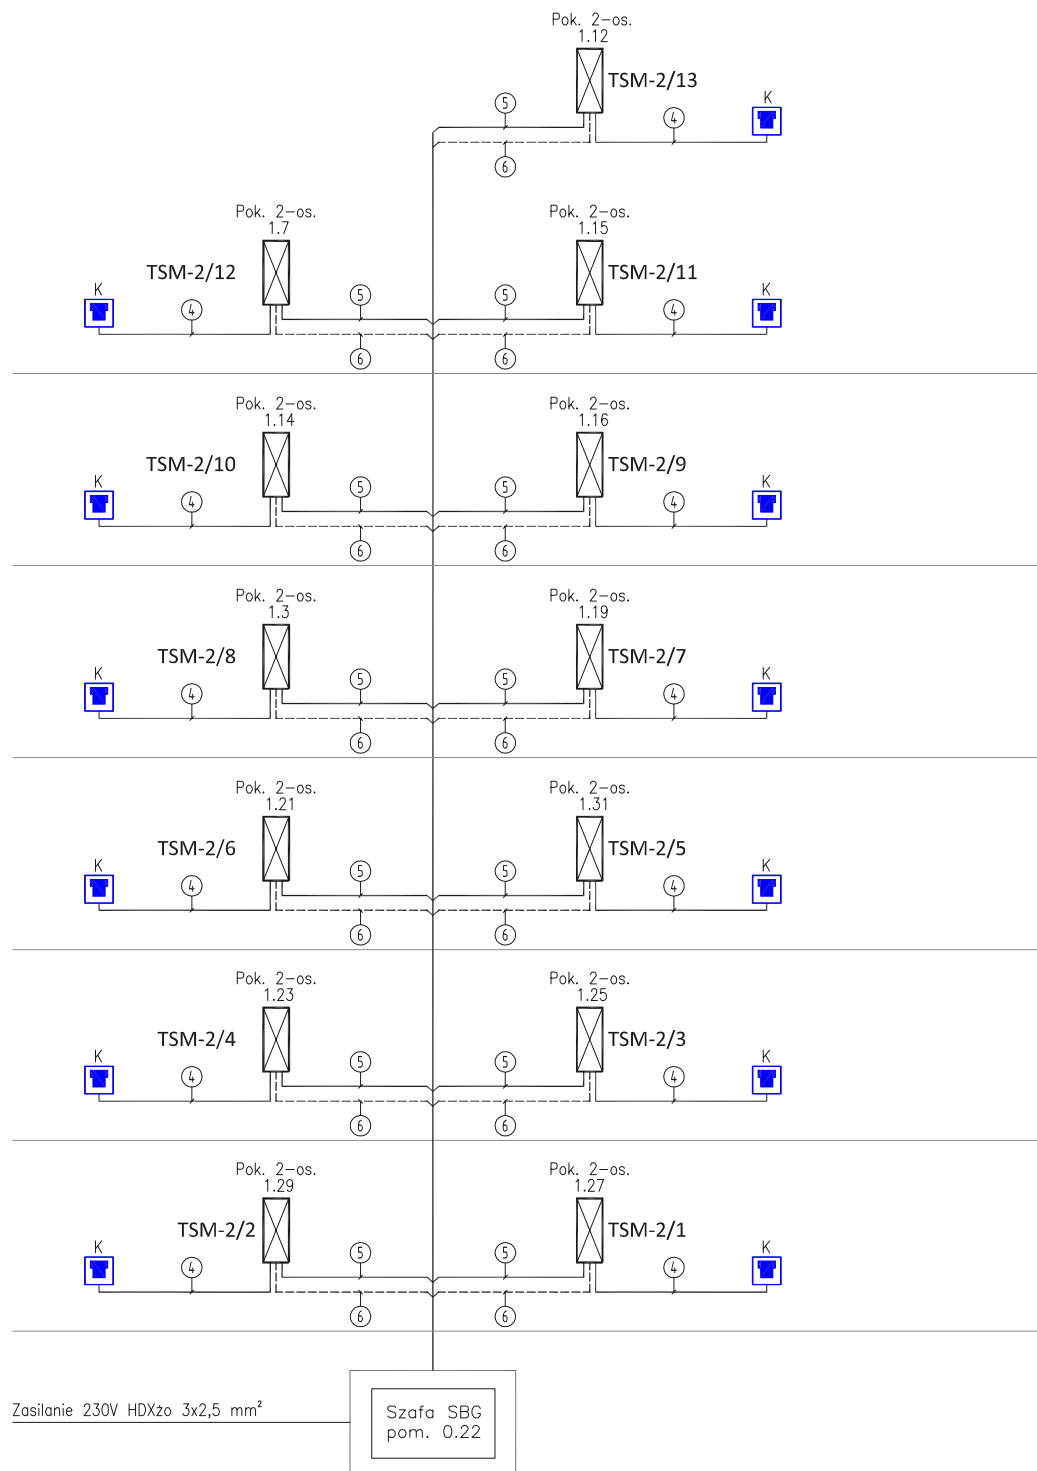 Pok. 2-os.
1.12
TSM-2/13
K
5
4
6
Pok. 2-os.
1.7
Pok. 2-os.
1.15
TSM-2/12
TSM-2/11
K
K
4
5
5
4
6
6
Pok. 2-os.
1.14
Pok. 2-os.
1.16
TSM-2/10
TSM-2/9
K
K
4
5
5
4
6
6
Pok. 2-os.
1.3
Pok. 2-os.
1.19
TSM-2/8
TSM-2/7
K
K
4
5
5
4
6
6
Pok. 2-os.
1.21
Pok. 2-os.
1.31
TSM-2/6
TSM-2/5
K
K
4
5
5
4
6
6
Pok. 2-os.
1.23
Pok. 2-os.
1.25
TSM-2/4
TSM-2/3
K
K
4
5
5
4
6
6
Pok. 2-os.
1.29
Pok. 2-os.
1.27
TSM-2/2
TSM-2/1
K
K
4
5
5
4
6
6
Zasilanie 230V HDXżo 3x2,5 mm²
Szafa SBG
pom. 0.22